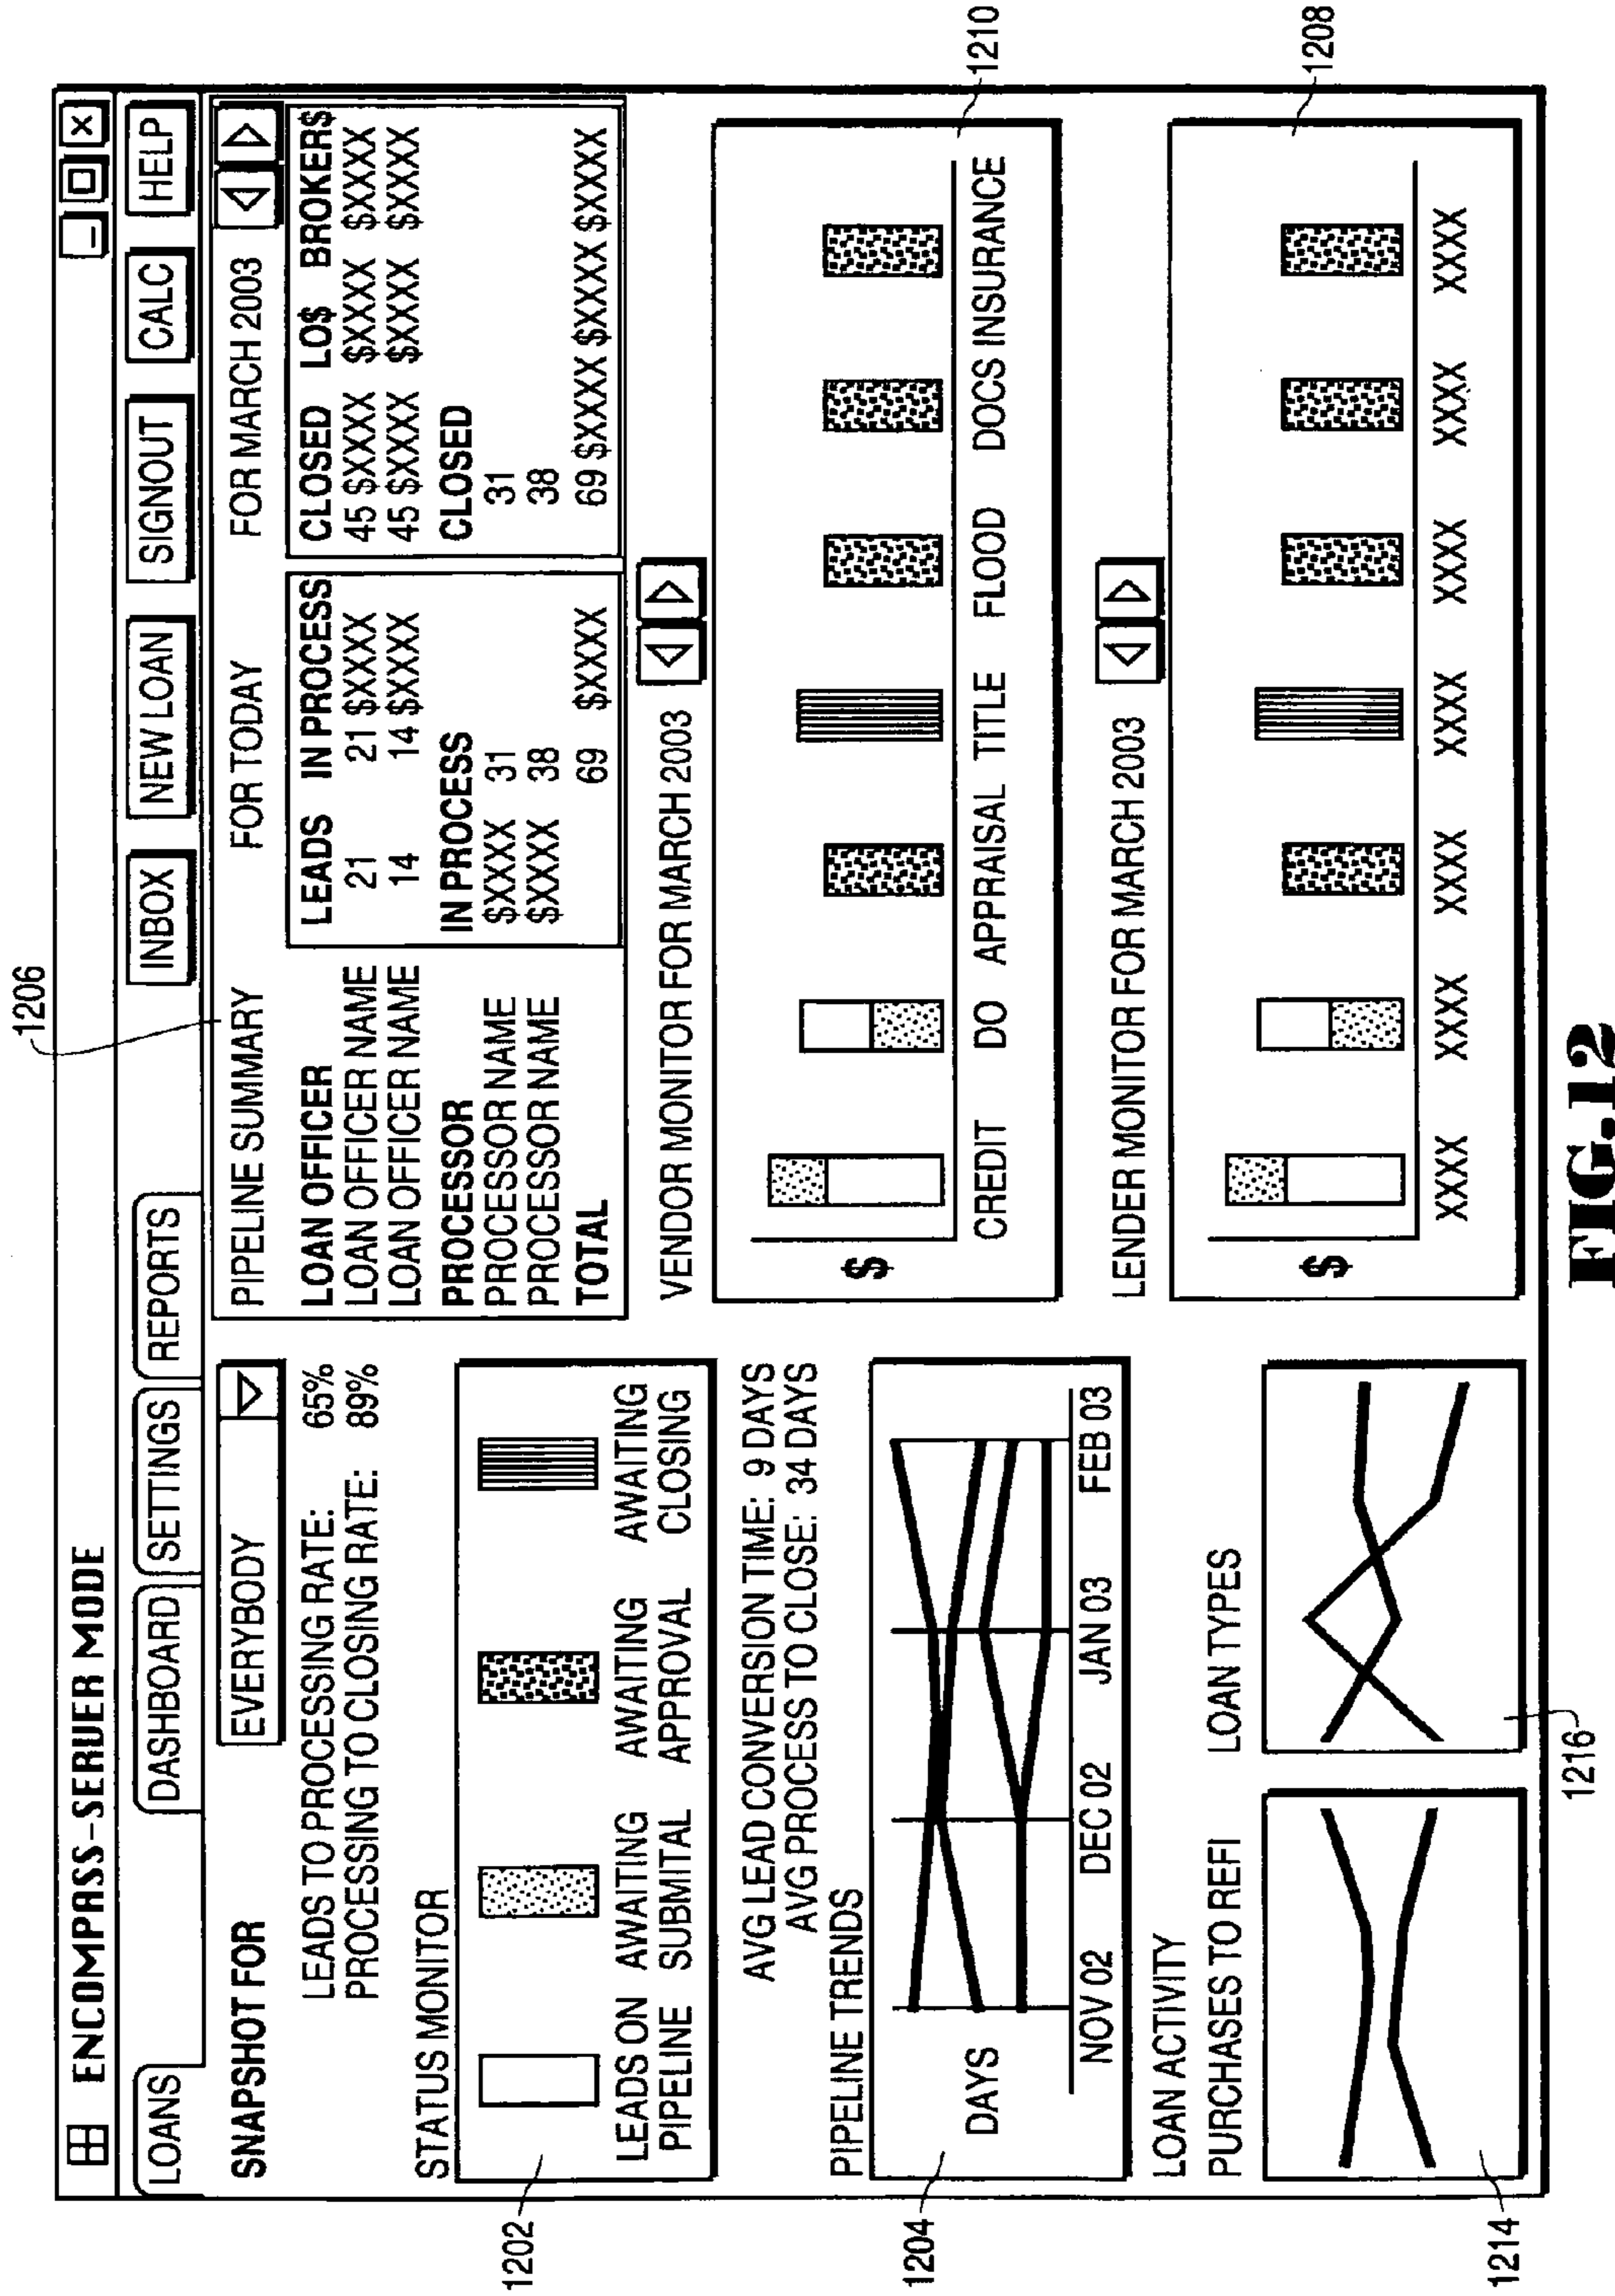 1206
ENCOMPASS-SERVER MODE
LOANS DASHBOARD SETTINGS REPORTS INBOX NEW LOAN SIGNOUT CALC HELP
SNAPSHOT FOR EVERYBODY
LEADS TO PROCESSING RATE: 65%
PROCESSING TO CLOSING RATE: 89%
STATUS MONITOR
LEADS ON PIPELINE
AWAITING SUBMITAL
AWAITING APPROVAL
AWAITING CLOSING
1202
AVG LEAD CONVERSION TIME: 9 DAYS
AVG PROCESS TO CLOSE: 34 DAYS
PIPELINE TRENDS
DAYS
NOV 02 DEC 02 JAN 03 FEB 03
1204
LOAN ACTIVITY
PURCHASES TO REFI LOAN TYPES
1214
1216
PIPELINE SUMMARY FOR TODAY FOR MARCH 2003
LOAN OFFICER LEADS IN PROCESS CLOSED LO$ BROKER$
LOAN OFFICER NAME 21 21 $XXXX 45 $XXXX $XXXX $XXXX
LOAN OFFICER NAME 14 14 $XXXX 45 $XXXX $XXXX $XXXX
PROCESSOR IN PROCESS CLOSED
PROCESSOR NAME $XXXX 31 31
PROCESSOR NAME $XXXX 38 38
TOTAL 69 $XXXX 69 $XXXX $XXXX $XXXX
VENDOR MONITOR FOR MARCH 2003
$
CREDIT DO APPRAISAL TITLE FLOOD DOCS INSURANCE
1210
LENDER MONITOR FOR MARCH 2003
$
XXXX XXXX XXXX XXXX XXXX XXXX XXXX
1208
FIG.12